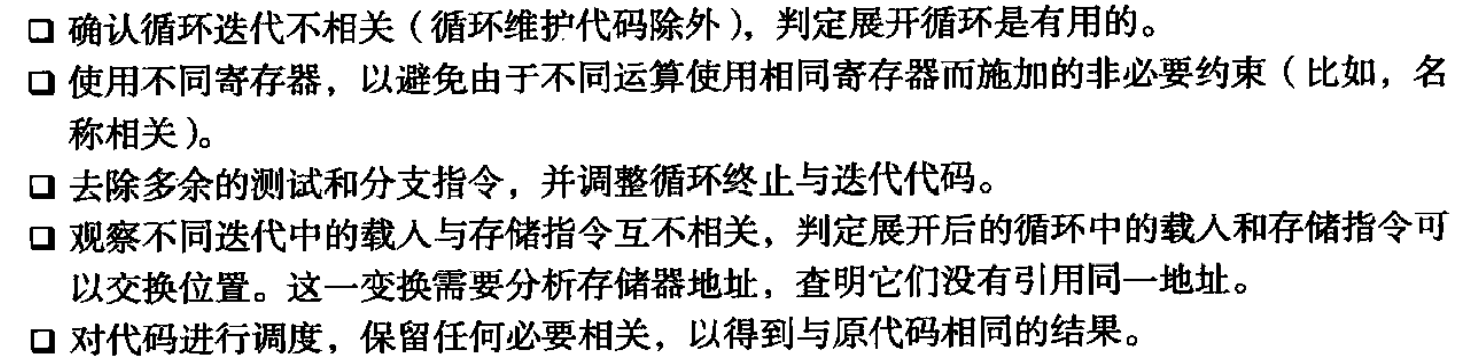 □ 确认循环迭代不相关（循环维护代码除外），判定展开循环是有用的。
□ 使用不同寄存器，以避免由于不同运算使用相同寄存器而施加的非必要约束（比如，名
称相关）。
□ 去除多余的测试和分支指令，并调整循环终止与迭代代码。
□ 观察不同迭代中的载入与存储指令互不相关，判定展开后的循环中的载入和存储指令可
以交换位置。这一变换需要分析存储器地址，查明它们没有引用同一地址。
□ 对代码进行调度，保留任何必要相关，以得到与原代码相同的结果。